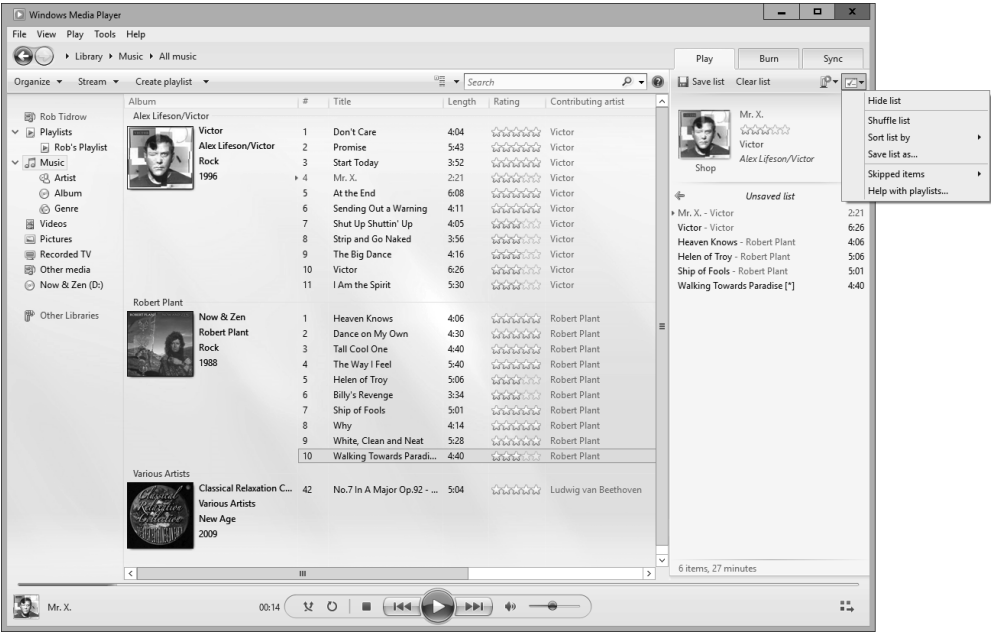 Windows Media Player
File View Play Tools Help
Library Music All music
Play Burn Sync
Organize Stream Create playlist Search
Save list Clear list
Album # Title Length Rating Contributing artist
Alex Lifeson/Victor
Victor
Alex Lifeson/Victor
Rock
1996
1 Don't Care 4:04 Victor
2 Promise 5:43 Victor
3 Start Today 3:52 Victor
4 Mr. X. 2:21 Victor
5 At the End 6:08 Victor
6 Sending Out a Warning 4:11 Victor
7 Shut Up Shuttin' Up 4:05 Victor
8 Strip and Go Naked 3:56 Victor
9 The Big Dance 4:16 Victor
10 Victor 6:26 Victor
11 I Am the Spirit 5:30 Victor
Robert Plant
Now & Zen
Robert Plant
Rock
1988
1 Heaven Knows 4:06 Robert Plant
2 Dance on My Own 4:30 Robert Plant
3 Tall Cool One 4:40 Robert Plant
4 The Way I Feel 5:40 Robert Plant
5 Helen of Troy 5:06 Robert Plant
6 Billy's Revenge 3:34 Robert Plant
7 Ship of Fools 5:01 Robert Plant
8 Why 4:14 Robert Plant
9 White, Clean and Neat 5:28 Robert Plant
10 Walking Towards Paradi... 4:40 Robert Plant
Various Artists
Classical Relaxation C...
Various Artists
New Age
2009
42 No.7 In A Major Op.92 - ... 5:04 Ludwig van Beethoven
Classical
Relaxation
Collection
Rob Tidrow
Playlists
Rob's Playlist
Music
Artist
Album
Genre
Videos
Pictures
Recorded TV
Other media
Now & Zen (D:)
Other Libraries
Mr. X.
Victor
Alex Lifeson/Victor
Shop
Unsaved list
Mr. X. - Victor 2:21
Victor - Victor 6:26
Heaven Knows - Robert Plant 4:06
Helen of Troy - Robert Plant 5:06
Ship of Fools - Robert Plant 5:01
Walking Towards Paradise [*] 4:40
6 items, 27 minutes
Hide list
Shuffle list
Sort list by
Save list as...
Skipped items
Help with playlists...
Mr. X.
00:14